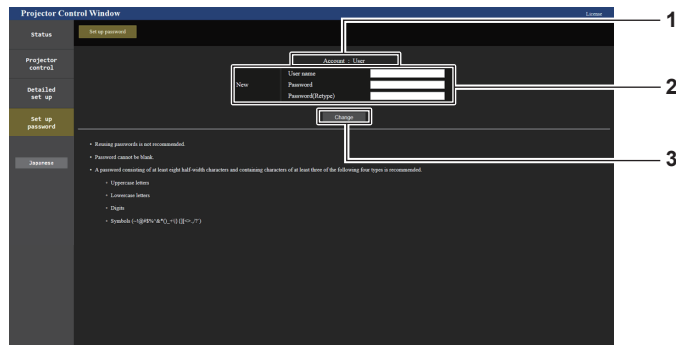 Projector Control Window
License
1
Status
Set up password
Projector
control
Account : User
New
User name
Password
Password(Retype)
2
Detailed
set up
Set up
password
Change
3
• Reusing passwords is not recommended.
• Password cannot be blank.
Japanese
• A password consisting of at least eight half-width characters and containing characters of at least three of the following four types is recommended.
• Uppercase letters
• Lowercase letters
• Digits
• Symbols